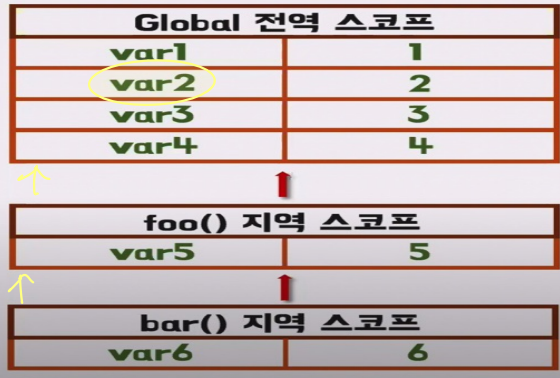 Global 전역 스코프
var1 1
var2 2
var3 3
var4 4
foo() 지역 스코프
var5 5
bar() 지역 스코프
var6 6